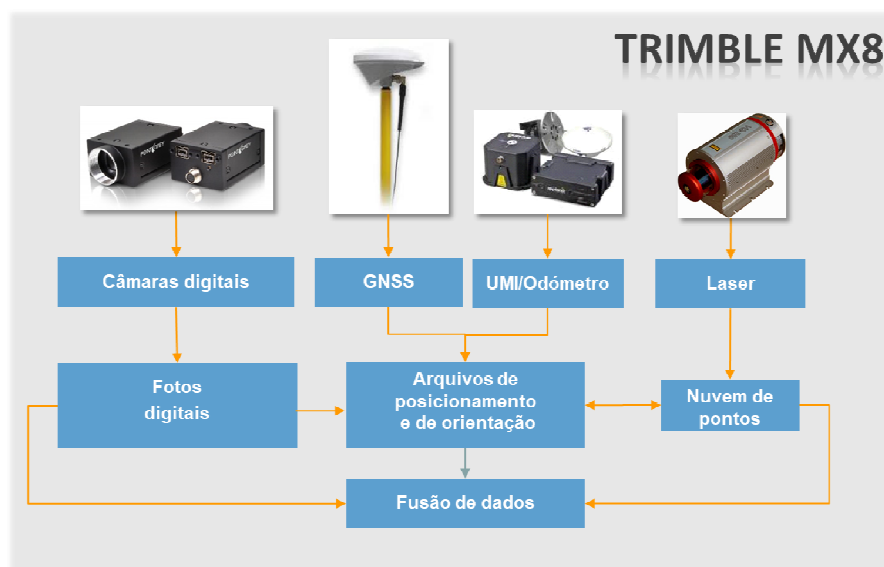 TRIMBLE MX8
Câmaras digitais
GNSS
UMI/Odómetro
Laser
Fotos
digitais
Arquivos de
posicionamento
e de orientação
Nuvem de
pontos
Fusão de dados